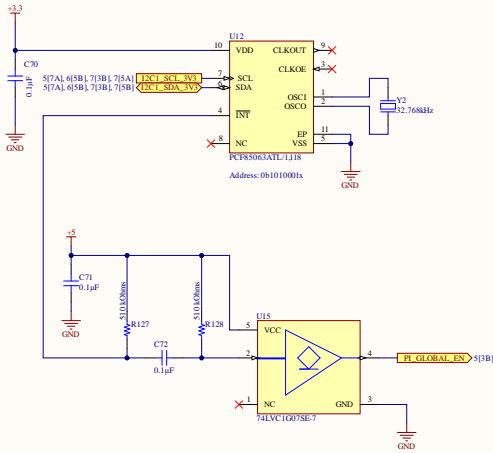 +3.3
U12
10 VDD CLKOUT 9
C70
0.1µF
CLKOE 3
5[7A], 6[5B], 7[3B], 7[5A] I2C1_SCL_3V3 7 SCL
5[7A], 6[5B], 7[3B], 7[5B] I2C1_SDA_3V3 6 SDA
OSCI 1
OSCO 2
Y2
32.768kHz
4 INT
EP 11
VSS 5
8 NC
GND
PCF85063ATL/1,118
GND
Address: 0b1010001x
+5
C71
0.1µF
510 kOhms
R127
510 kOhms
R128
GND
U15
5 VCC
C72
0.1µF
2
4 PI_GLOBAL_EN 5[3B]
1 NC GND 3
74LVC1G07SE-7
GND